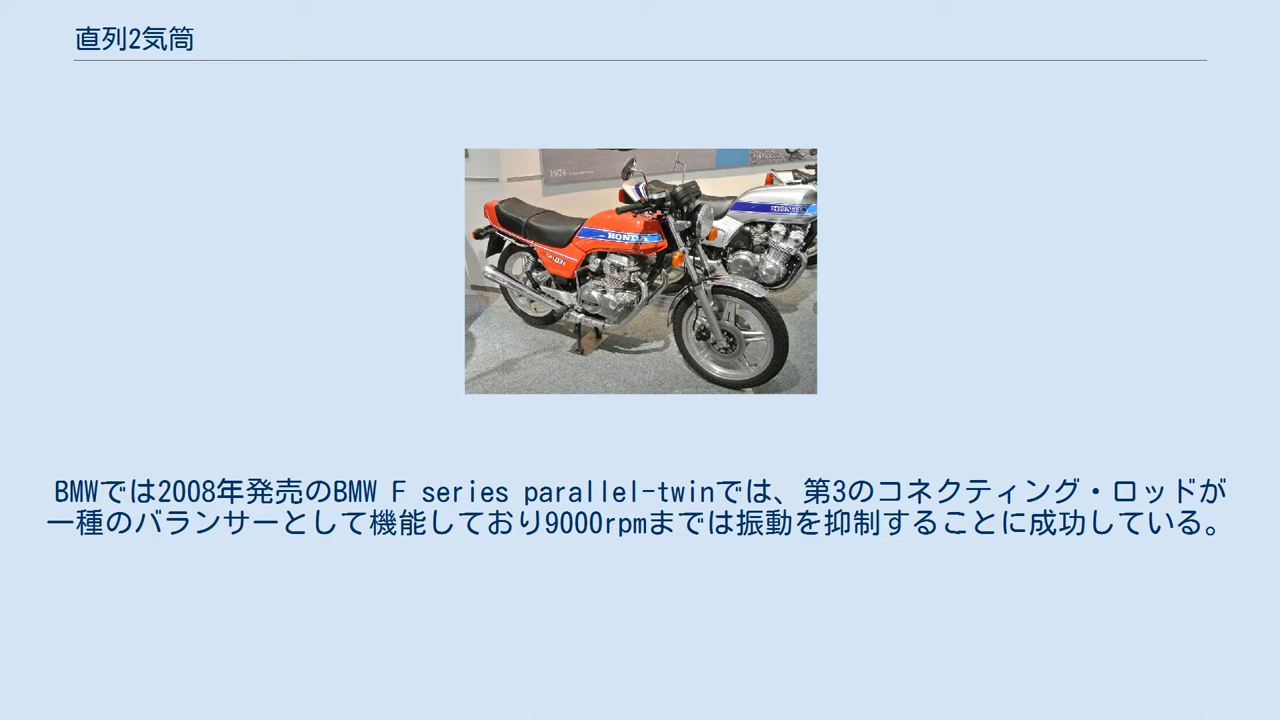 直列2気筒
1974
HONDA
HONDA
BMWでは2008年発売のBMW F series parallel-twinでは、第3のコネクティング・ロッドが
一種のバランサーとして機能しており9000rpmまでは振動を抑制することに成功している。